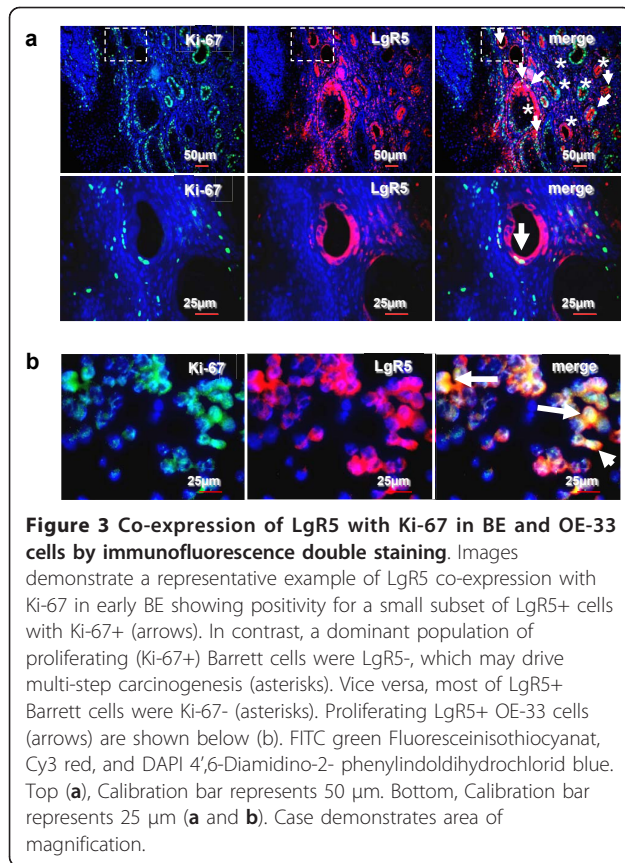 a
Ki-67 LgR5 merge
* * * * * * *
50µm 50µm 50µm
Ki-67 LgR5 merge
25µm 25µm 25µm
b
Ki-67 LgR5 merge
25µm 25µm 25µm
Figure 3 Co-expression of LgR5 with Ki-67 in BE and OE-33
cells by immunofluorescence double staining. Images
demonstrate a representative example of LgR5 co-expression with
Ki-67 in early BE showing positivity for a small subset of LgR5+ cells
with Ki-67+ (arrows). In contrast, a dominant population of
proliferating (Ki-67+) Barrett cells were LgR5-, which may drive
multi-step carcinogenesis (asterisks). Vice versa, most of LgR5+
Barrett cells were Ki-67- (asterisks). Proliferating LgR5+ OE-33 cells
(arrows) are shown below (b). FITC green Fluoresceinisothiocyanat,
Cy3 red, and DAPI 4′,6-Diamidino-2- phenylindoldihydrochlorid blue.
Top (a), Calibration bar represents 50 μm. Bottom, Calibration bar
represents 25 μm (a and b). Case demonstrates area of
magnification.